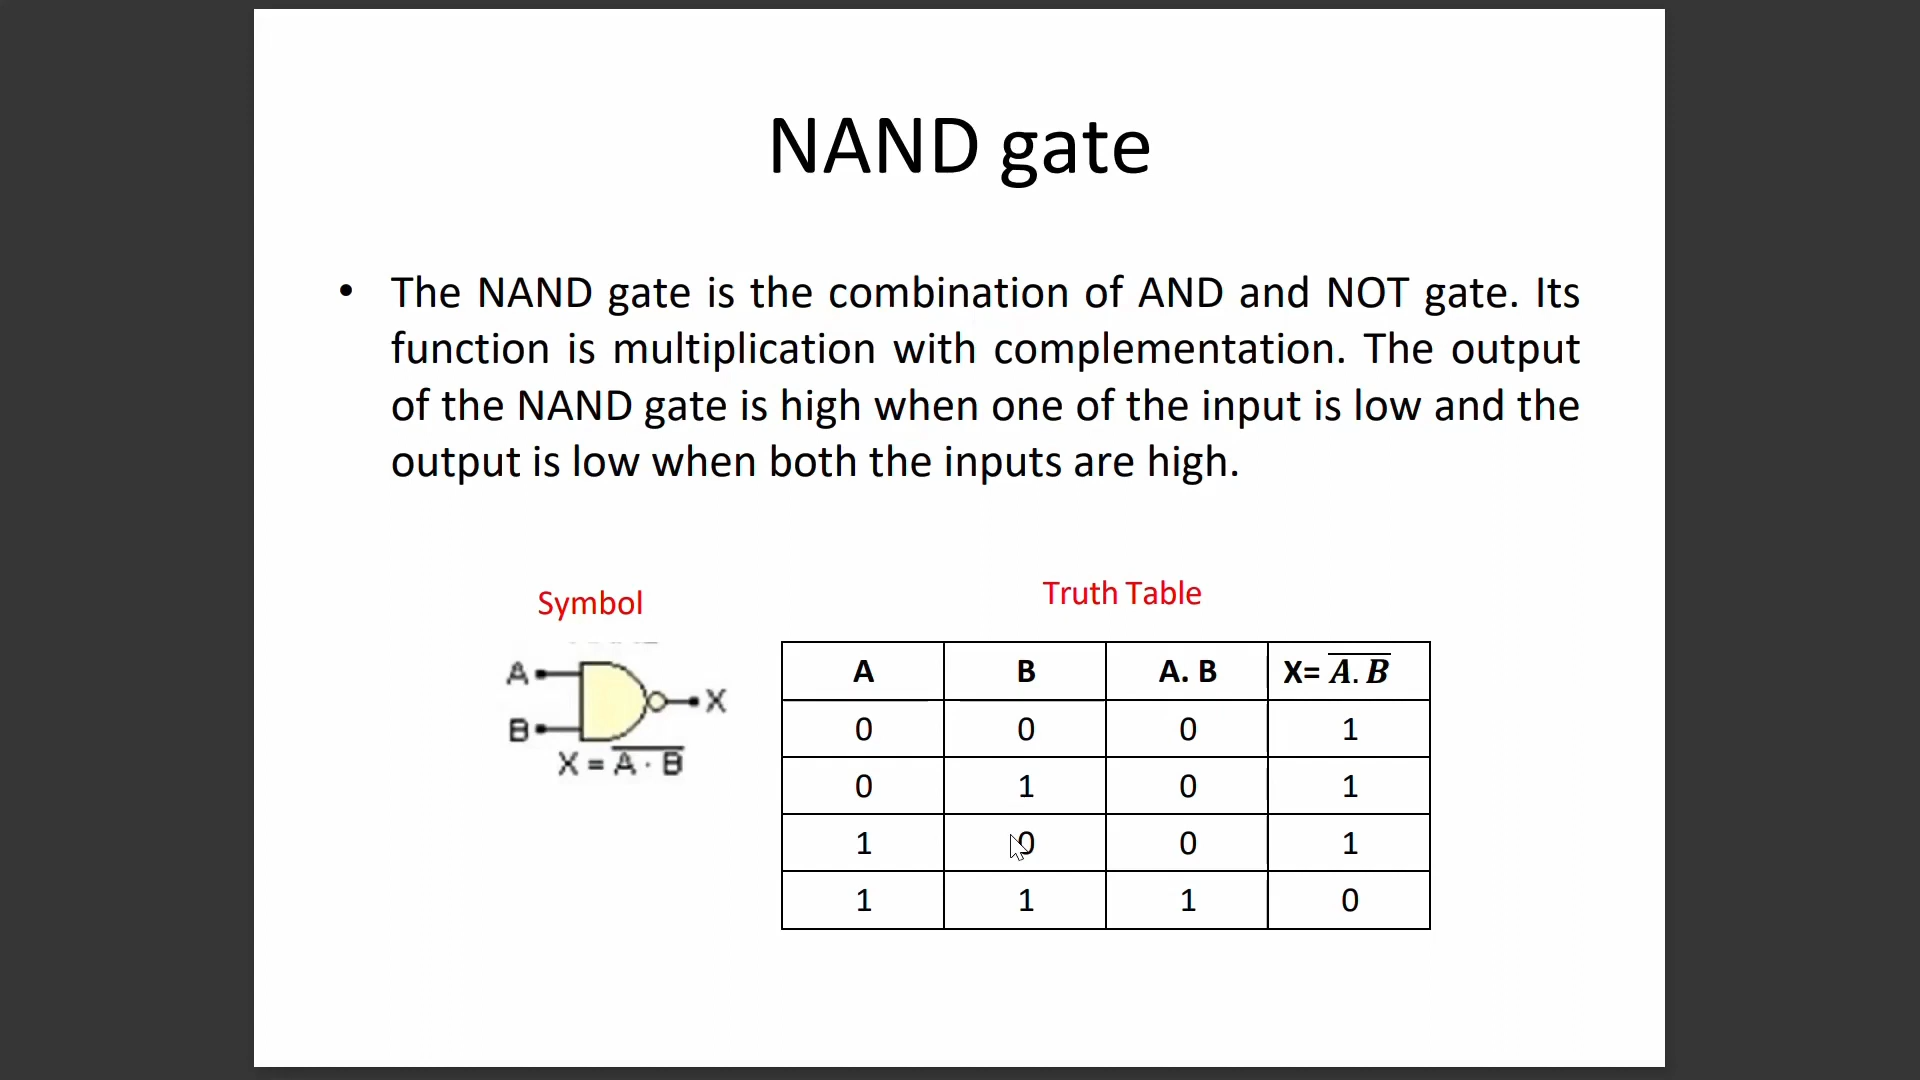 NAND gate
• The NAND gate is the combination of AND and NOT gate. Its
function is multiplication with complementation. The output
of the NAND gate is high when one of the input is low and the
output is low when both the inputs are high.
Symbol
A
B
X
X = A̅ ̅·̅ ̅B̅
Truth Table
A B A. B X= A̅.̅ ̅B̅
0 0 0 1
0 1 0 1
1 0 0 1
1 1 1 0